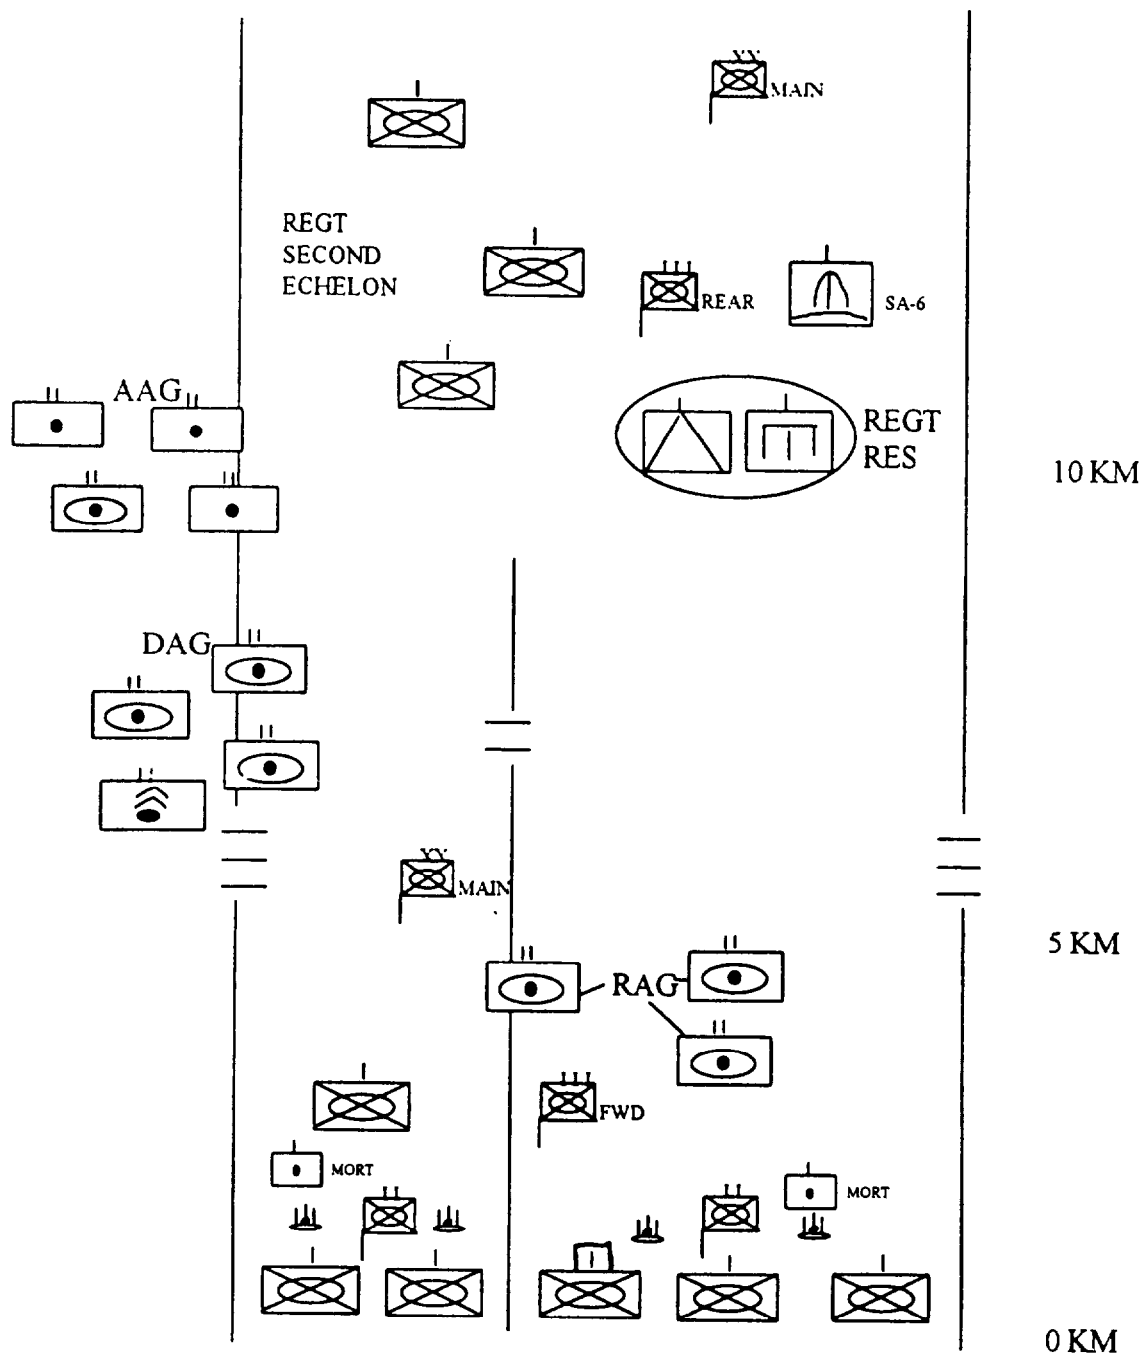 MAIN
REGT
SECOND
ECHELON
REAR
SA-6
AAG
REGT
RES
10 KM
DAG
MAIN
5 KM
RAG
FWD
MORT
MORT
0 KM